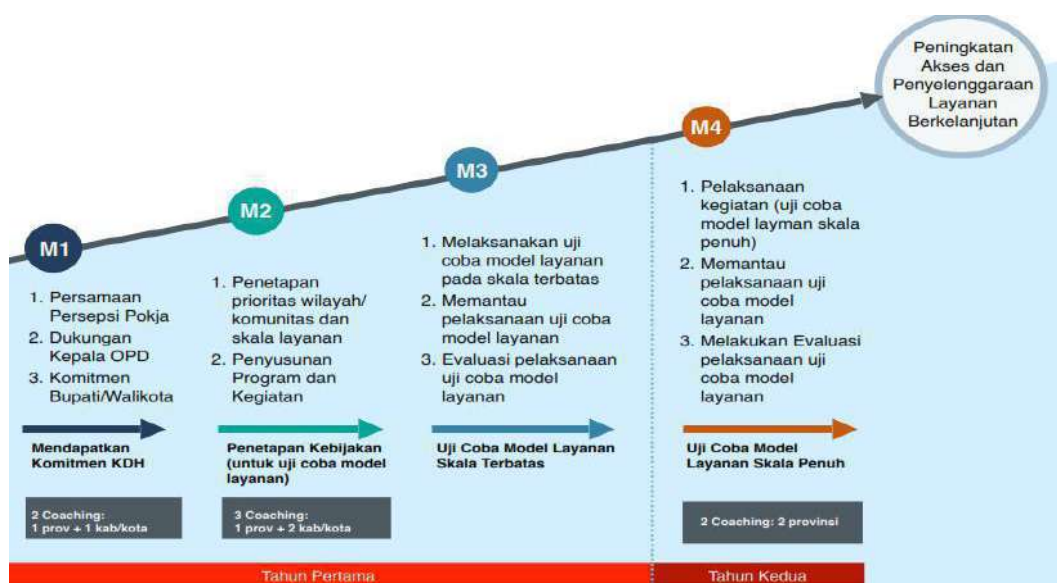 Peningkatan
Akses dan
Penyelenggaraan
Layanan
Berkelanjutan
M1
1. Persamaan
Persepsi Pokja
2. Dukungan
Kepala OPD
3. Komitmen
Bupati/Walikota
Mendapatkan
Komitmen KDH
2 Coaching:
1 prov + 1 kab/kota
M2
1. Penetapan
prioritas wilayah/
komunitas dan
skala layanan
2. Penyusunan
Program dan
Kegiatan
Penetapan Kebijakan
(untuk uji coba model
layanan)
3 Coaching:
1 prov + 2 kab/kota
M3
1. Melaksanakan uji
coba model layanan
pada skala terbatas
2. Memantau
pelaksanaan uji coba
model layanan
3. Evaluasi pelaksanaan
uji coba model
layanan
Uji Coba Model Layanan
Skala Terbatas
M4
1. Pelaksanaan
kegiatan (uji coba
model layman skala
penuh)
2. Memantau
pelaksanaan uji
coba model
layanan
3. Melakukan Evaluasi
pelaksanaan uji
coba model
layanan
Uji Coba Model
Layanan Skala Penuh
2 Coaching: 2 provinsi
Tahun Pertama
Tahun Kedua